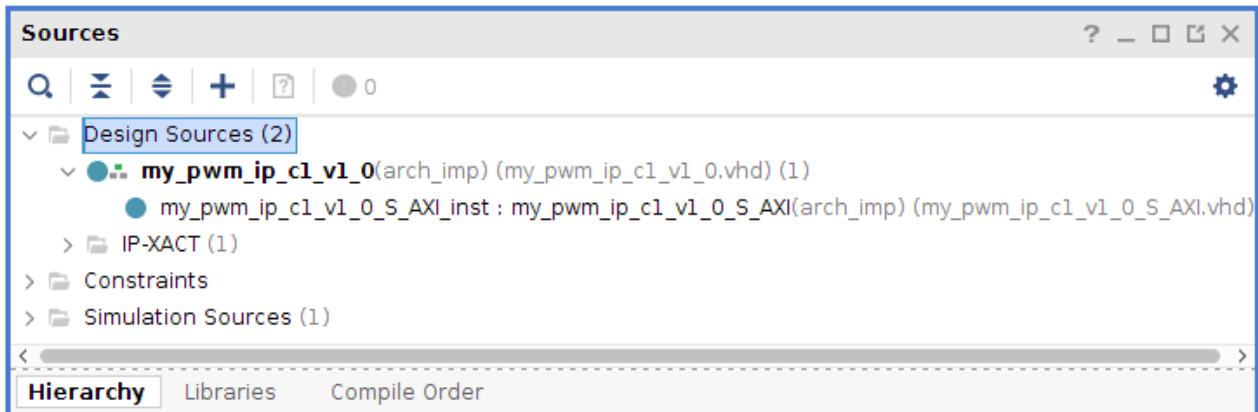 Sources
0
Design Sources (2)
my_pwm_ip_c1_v1_0(arch_imp) (my_pwm_ip_c1_v1_0.vhd) (1)
my_pwm_ip_c1_v1_0_S_AXI_inst : my_pwm_ip_c1_v1_0_S_AXI(arch_imp) (my_pwm_ip_c1_v1_0_S_AXI.vhd)
IP-XACT (1)
Constraints
Simulation Sources (1)
Hierarchy Libraries Compile Order